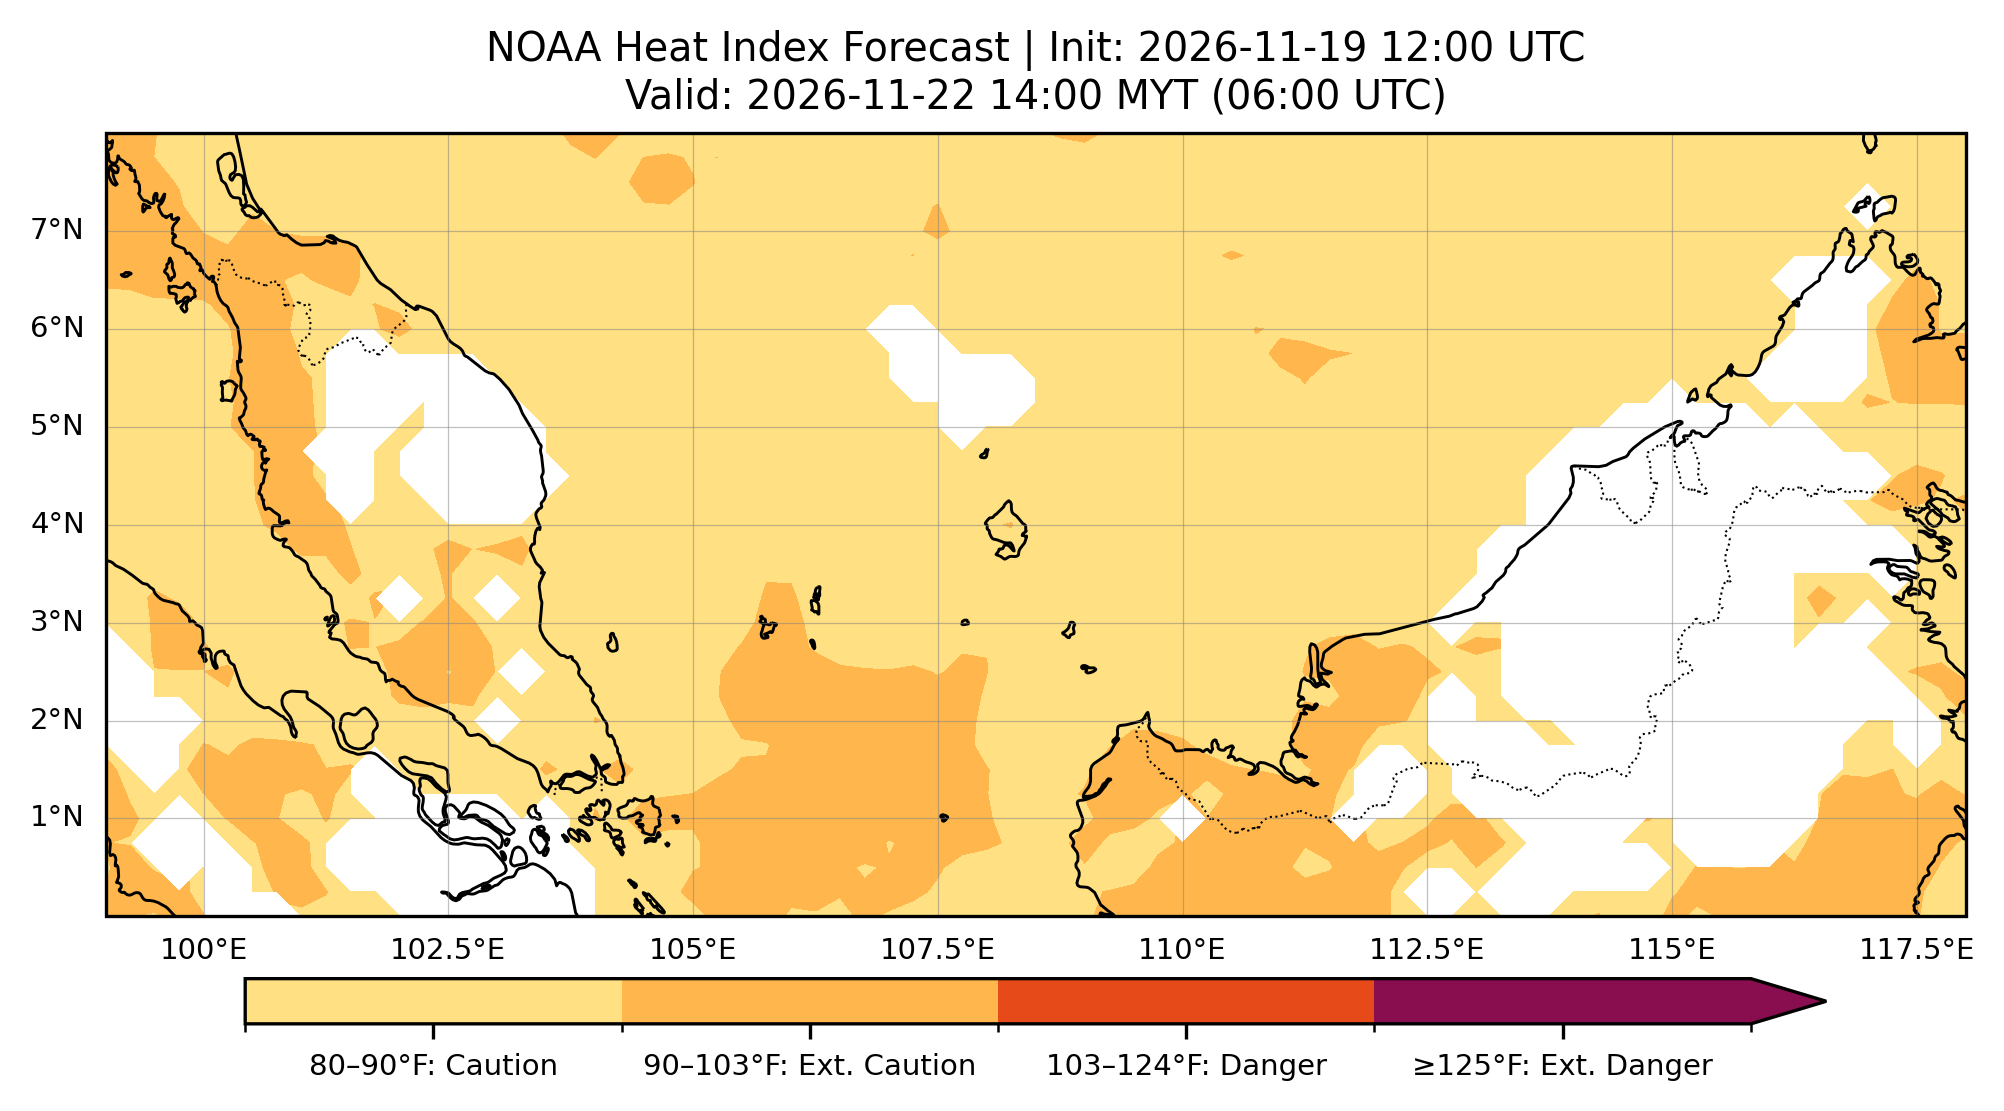 NOAA Heat Index Forecast | Init: 2026-11-19 12:00 UTC
Valid: 2026-11-22 14:00 MYT (06:00 UTC)
7°N
6°N
5°N
4°N
3°N
2°N
1°N
100°E 102.5°E 105°E 107.5°E 110°E 112.5°E 115°E 117.5°E
80–90°F: Caution 90–103°F: Ext. Caution 103–124°F: Danger ≥125°F: Ext. Danger